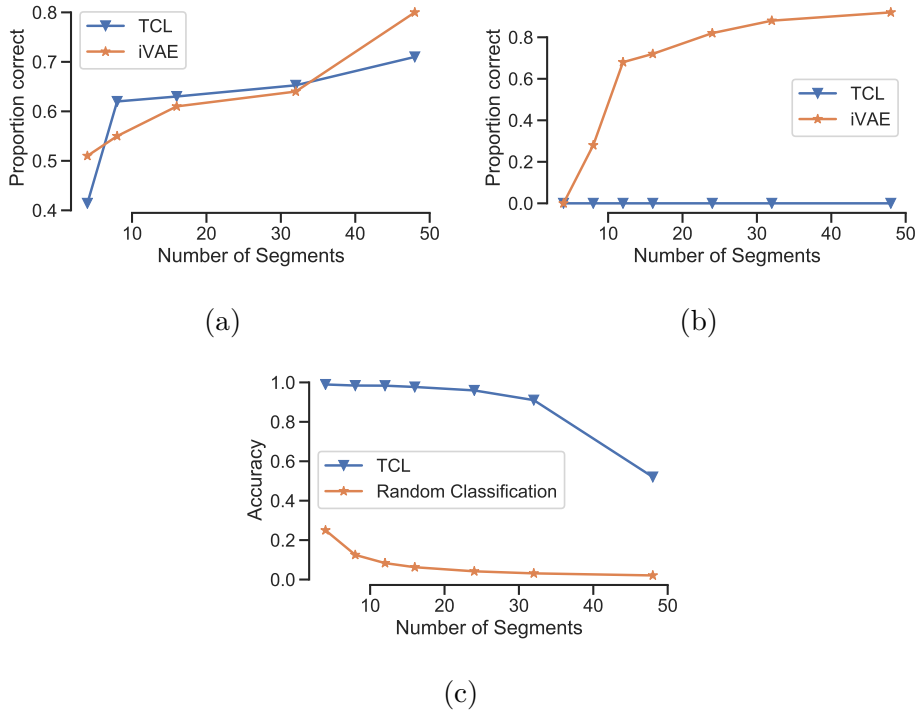 0.8
0.7
0.6
0.5
0.4
Proportion correct
TCL
iVAE
10 20 30 40 50
Number of Segments
(a)
0.8
0.6
0.4
0.2
0.0
Proportion correct
TCL
iVAE
10 20 30 40 50
Number of Segments
(b)
1.0
0.8
0.6
0.4
0.2
0.0
Accuracy
TCL
Random Classification
10 20 30 40 50
Number of Segments
(c)